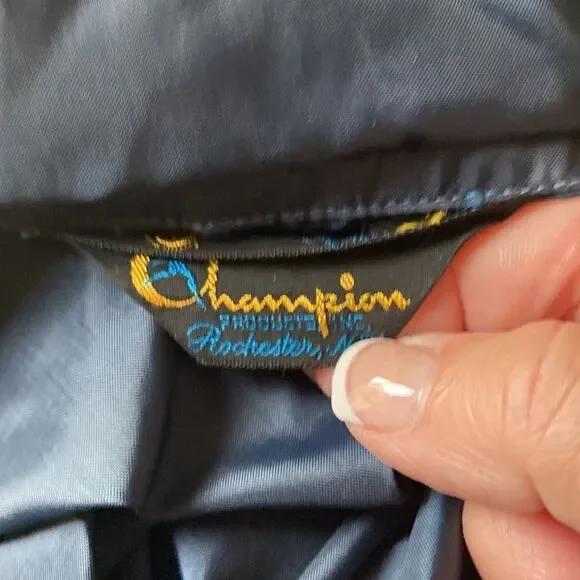 Champion
PRODUCTS, INC.
Rochester, N.